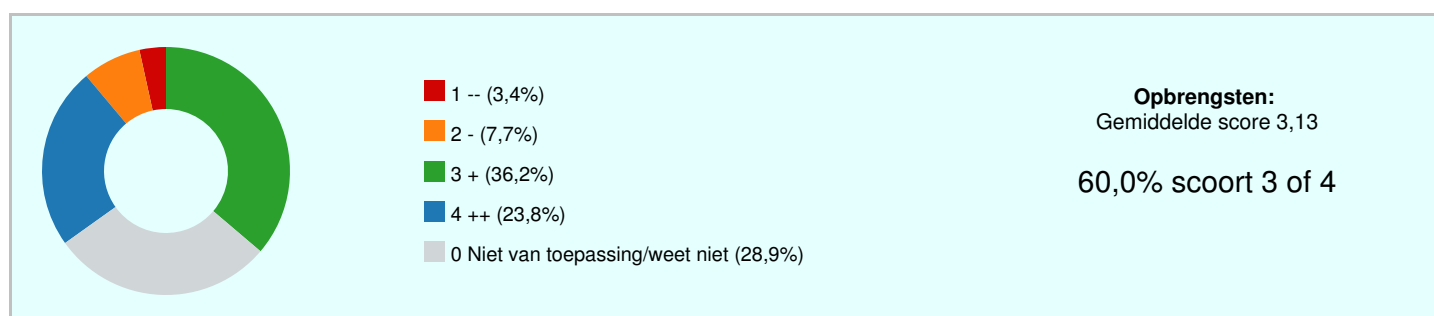 1 -- (3,4%)
2 - (7,7%)
3 + (36,2%)
4 ++ (23,8%)
0 Niet van toepassing/weet niet (28,9%)
Opbrengsten:
Gemiddelde score 3,13
60,0% scoort 3 of 4